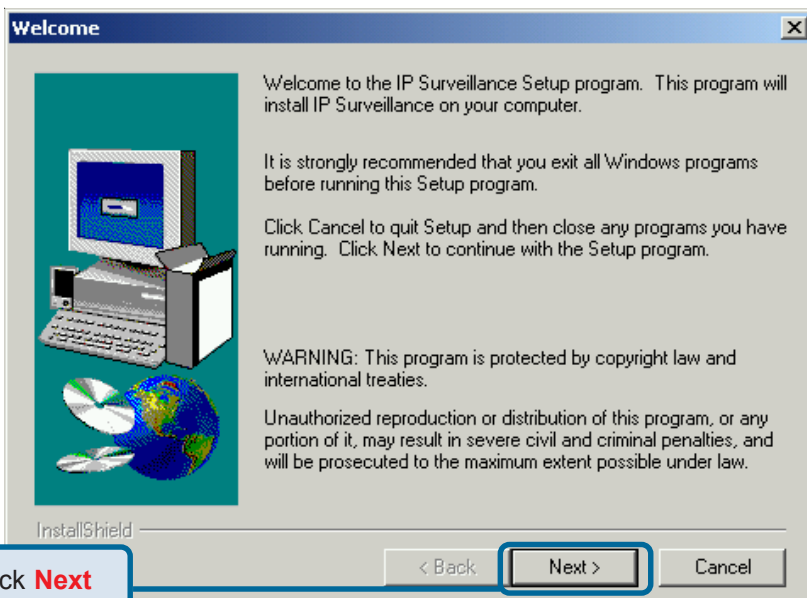 Welcome
Welcome to the IP Surveillance Setup program. This program will
install IP Surveillance on your computer.
It is strongly recommended that you exit all Windows programs
before running this Setup program.
Click Cancel to quit Setup and then close any programs you have
running. Click Next to continue with the Setup program.
WARNING: This program is protected by copyright law and
international treaties.
Unauthorized reproduction or distribution of this program, or any
portion of it, may result in severe civil and criminal penalties, and
will be prosecuted to the maximum extent possible under law.
InstallShield
< Back
Next >
Cancel
ck Next